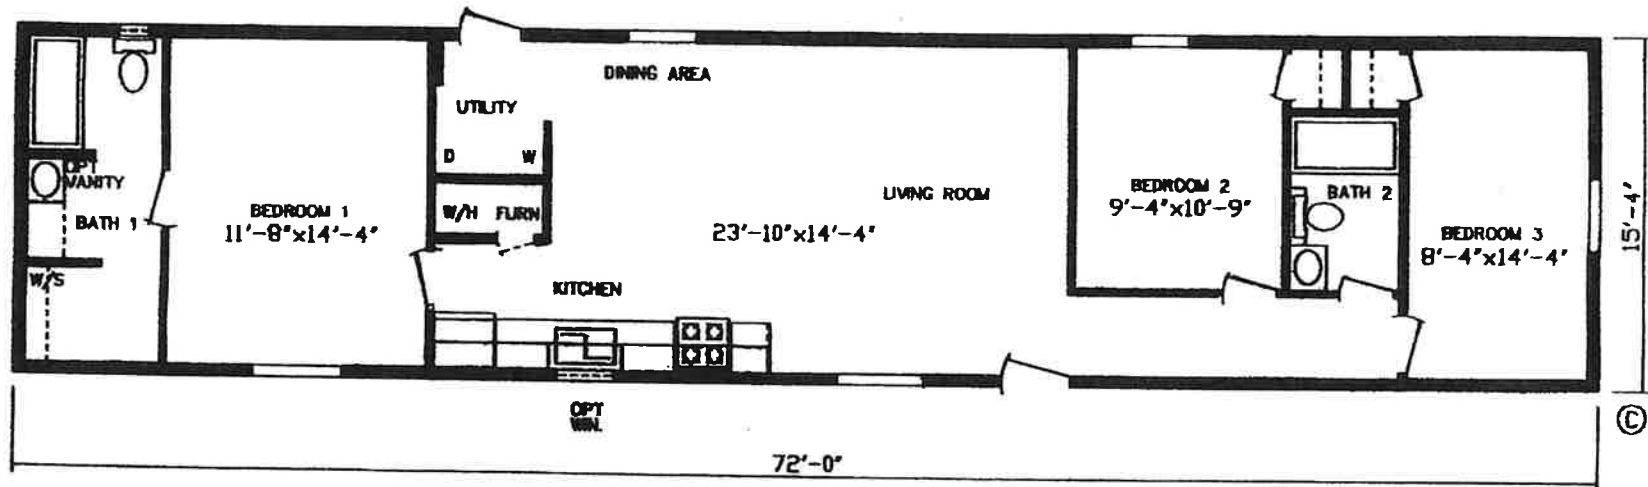 DINING AREA
UTILITY
D W
OPT
VANITY
BATH 1
W/S
BEDROOM 1
11'-8"x14'-4"
W/H FURN
LIVING ROOM
23'-10"x14'-4"
KITCHEN
OPT
WIN.
BEDROOM 2
9'-4"x10'-9"
BATH 2
BEDROOM 3
8'-4"x14'-4"
15'-4"
©
72'-0"